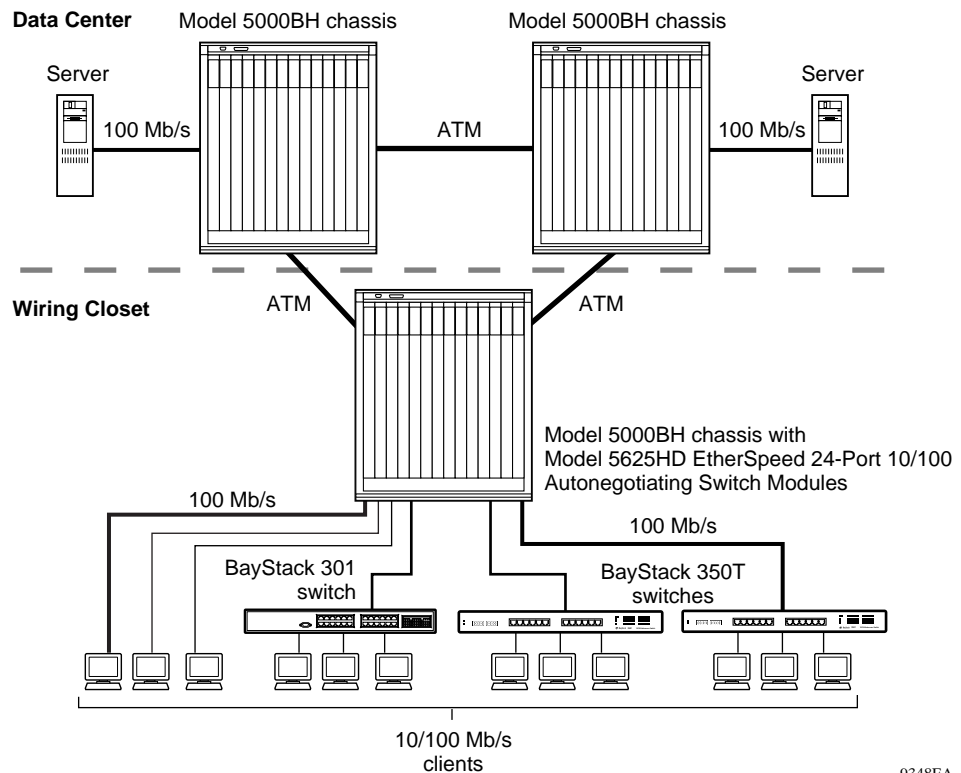 Data Center
Model 5000BH chassis
Model 5000BH chassis
Server
Server
100 Mb/s
ATM
100 Mb/s
ATM
ATM
Wiring Closet
Model 5000BH chassis with
Model 5625HD EtherSpeed 24-Port 10/100
Autonegotiating Switch Modules
100 Mb/s
100 Mb/s
BayStack 301
switch
BayStack 350T
switches
10/100 Mb/s
clients
9348EA